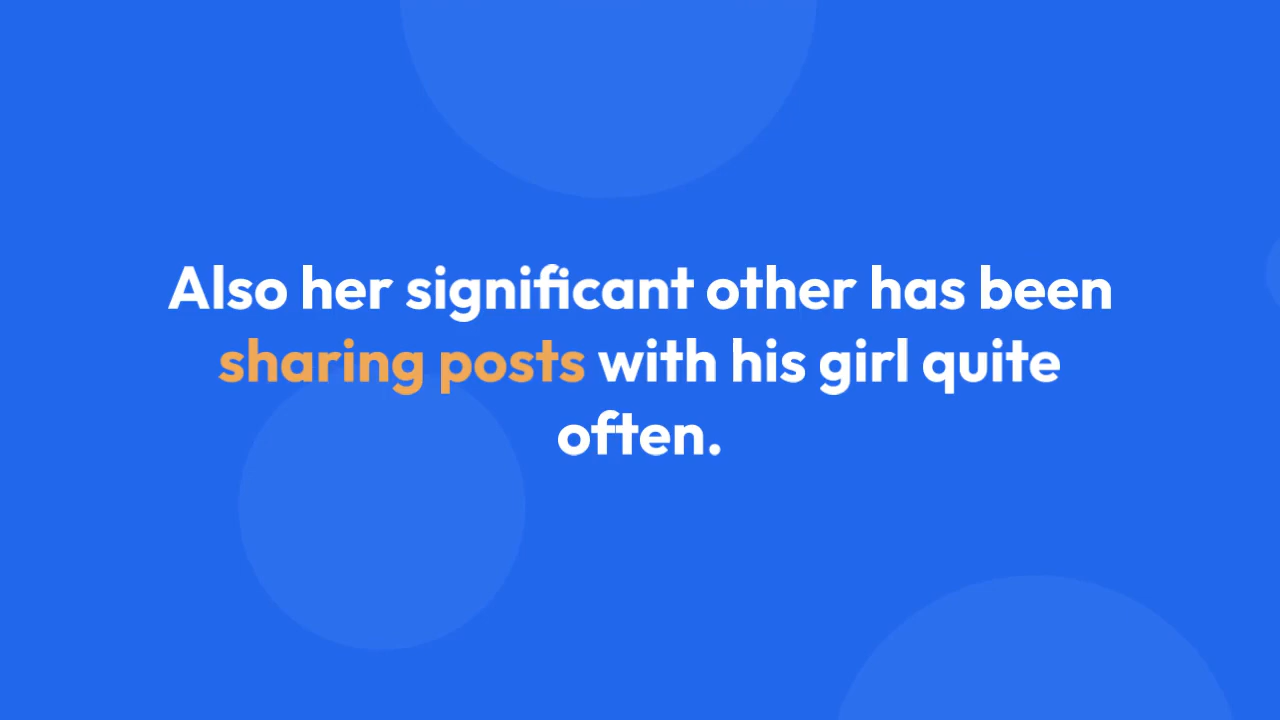 Also her significant other has been
sharing posts with his girl quite
often.